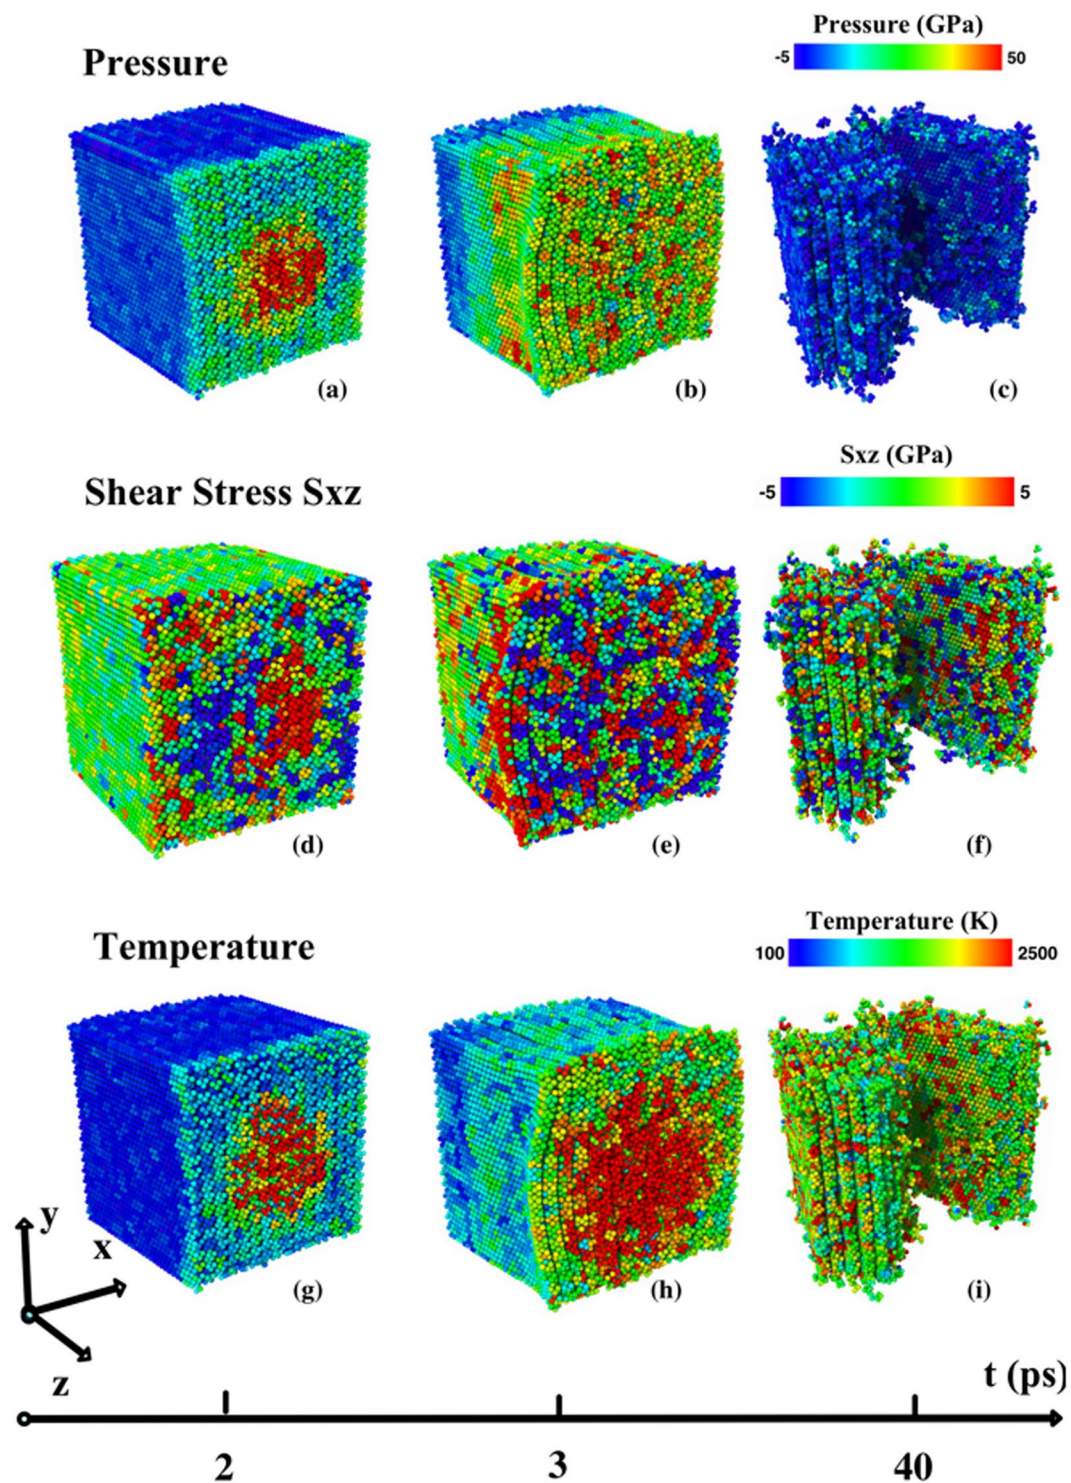 Pressure (GPa)
-5 50
Pressure
(a) (b) (c)
Sxz (GPa)
-5 5
Shear Stress Sxz
(d) (e) (f)
Temperature (K)
100 2500
Temperature
(g) (h) (i)
y
x
z
t (ps)
2 3 40